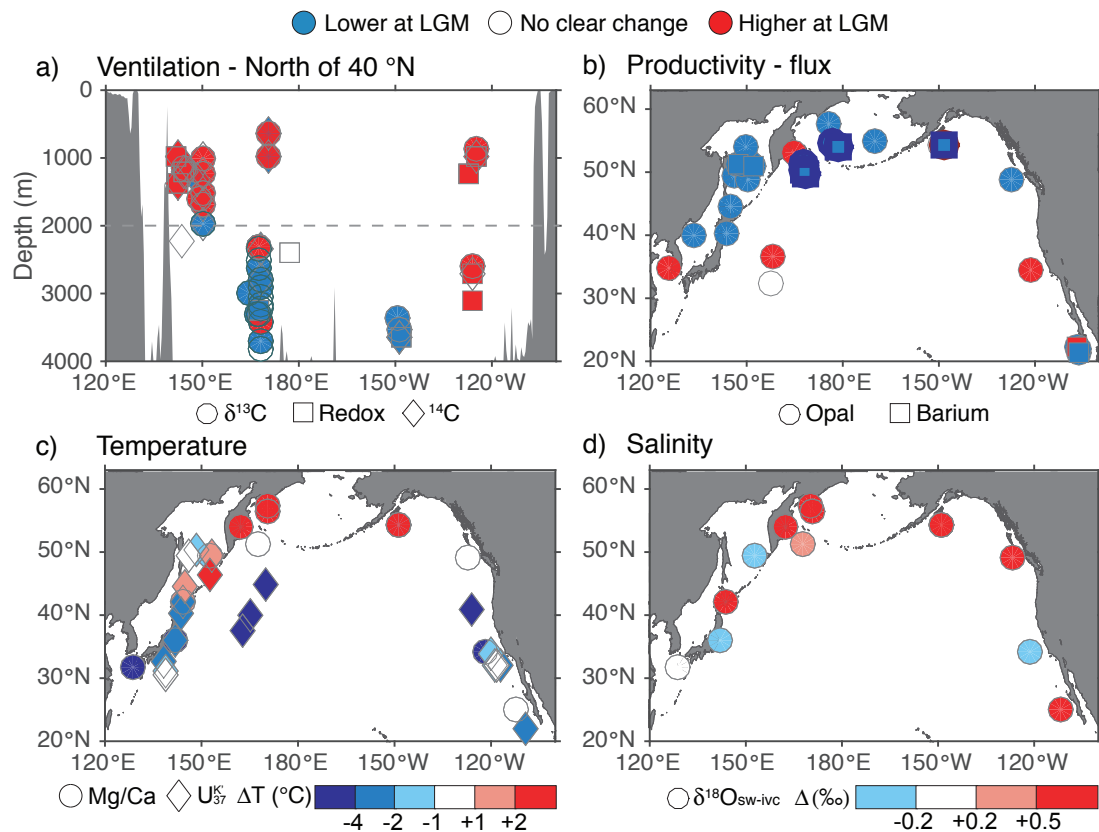 Lower at LGM No clear change Higher at LGM
a) Ventilation - North of 40 °N
0
1000
2000
3000
4000
Depth (m)
120°E 150°E 180°E 150°W 120°W
δ¹³C Redox ¹⁴C
b) Productivity - flux
60°N
50°N
40°N
30°N
20°N
120°E 150°E 180°E 150°W 120°W
Opal Barium
c) Temperature
60°N
50°N
40°N
30°N
20°N
120°E 150°E 180°E 150°W 120°W
Mg/Ca U37K' ΔT (°C)
-4 -2 -1 +1 +2
d) Salinity
60°N
50°N
40°N
30°N
20°N
120°E 150°E 180°E 150°W 120°W
δ¹⁸Osw-ivc Δ(‰)
-0.2 +0.2 +0.5